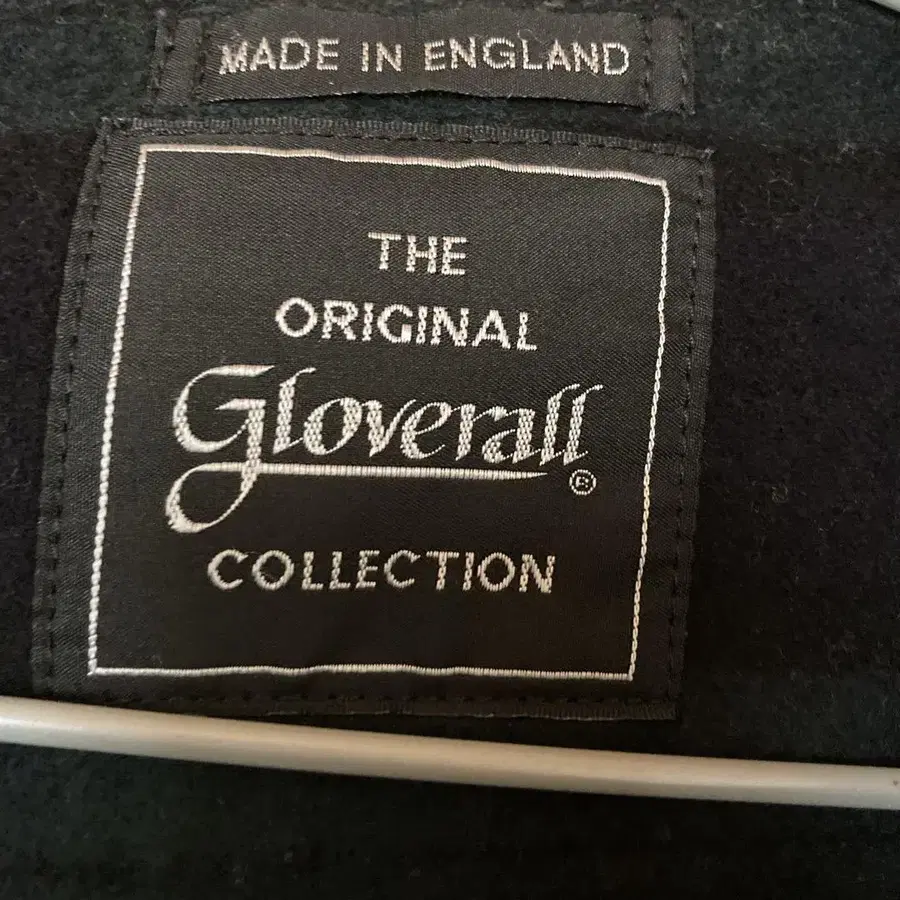 MADE IN ENGLAND
THE
ORIGINAL
Gloverall®
COLLECTION